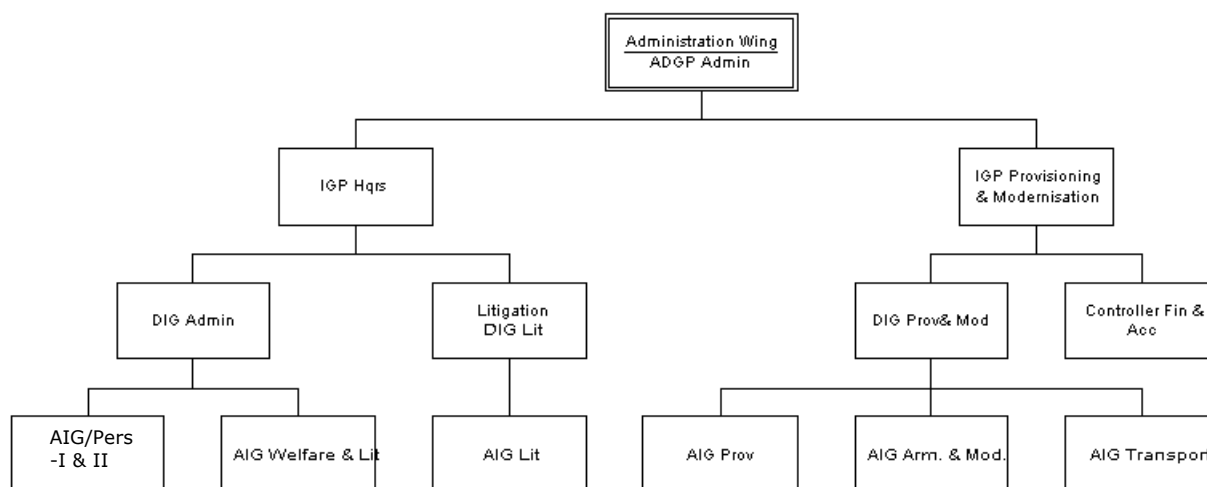 Administration Wing
ADGP Admin
IGP Hqrs
IGP Provisioning
& Modernisation
DIG Admin
Litigation
DIG Lit
DIG Prov& Mod
Controller Fin &
Acc
AIG/Pers
-I & II
AIG Welfare & Lit
AIG Lit
AIG Prov
AIG Arm. & Mod.
AIG Transport